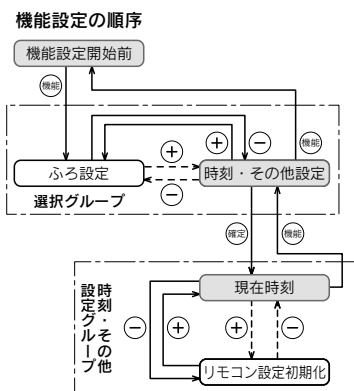 機能設定の順序
機能設定開始前
機能
＋
－
機能
ふろ設定
時刻・その他設定
－
選択グループ
確定
機能
時刻・その他
設定グループ
現在時刻
－
＋
＋
－
リモコン設定初期化